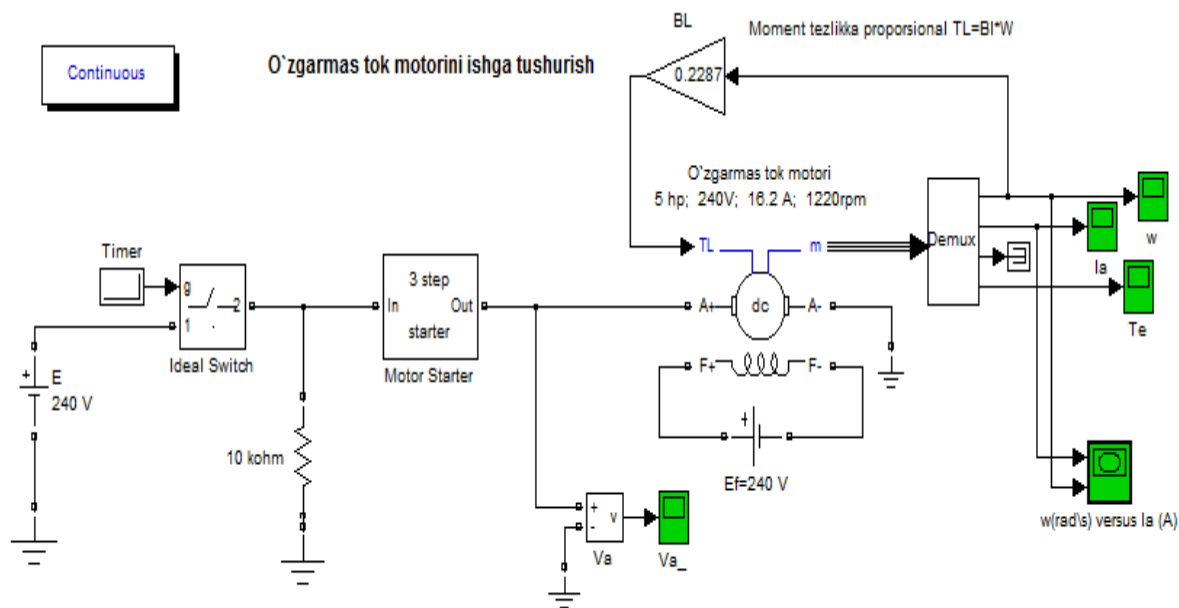 BL
Moment tezlikka proporsional TL=Bl*W
Continuous
O`zgarmas tok motorini ishga tushurish
0.2287
O`zgarmas tok motori
5 hp; 240V; 16.2 A; 1220rpm
TL
m
Demux
w
Ia
Te
Timer
g
1
2
Ideal Switch
3 step
In
Out
starter
Motor Starter
A+
dc
A-
F+
F-
+
E
240 V
10 kohm
+
Ef=240 V
+
-
v
Va
Va_
w(rad\s) versus Ia (A)